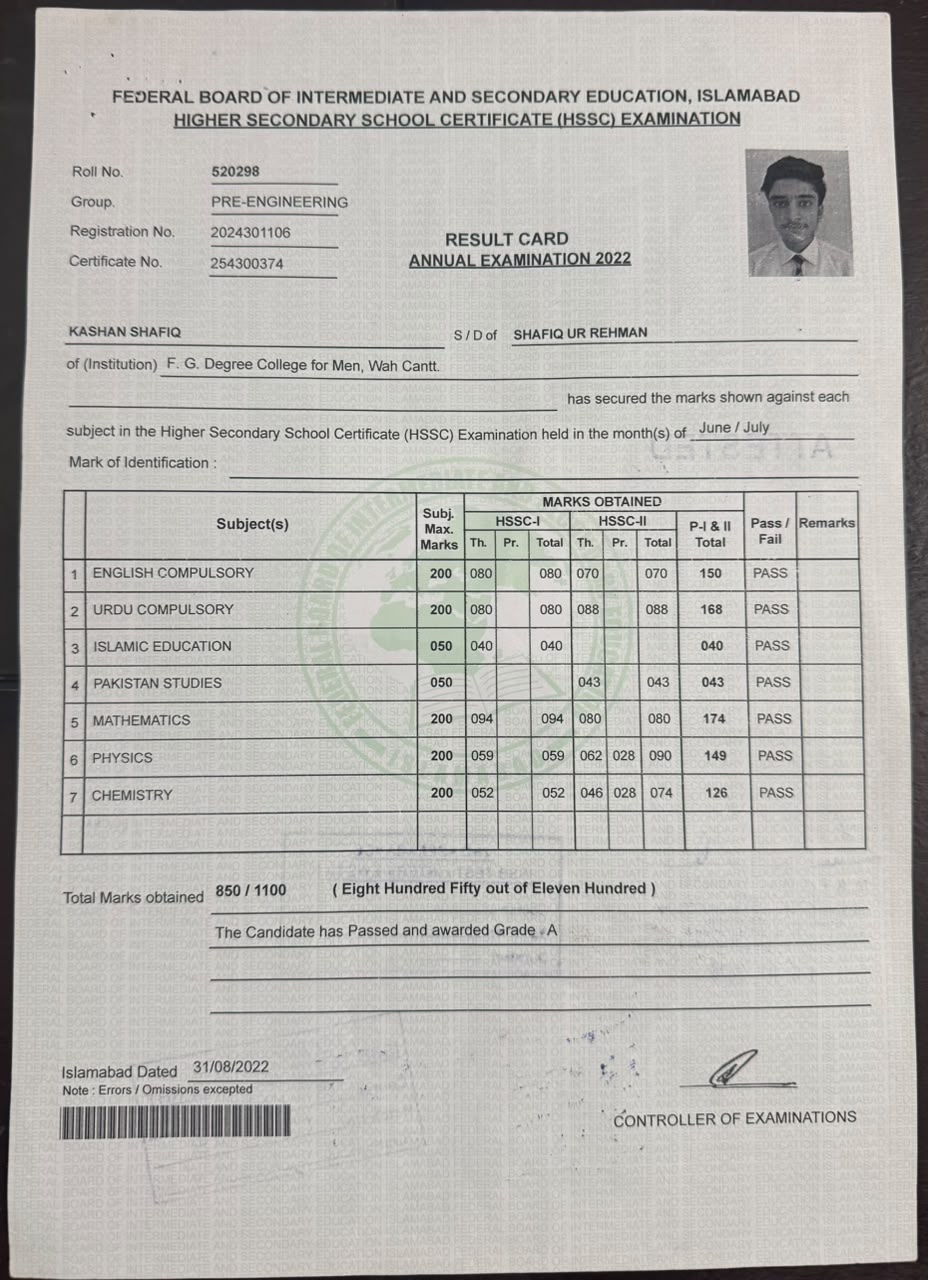 FEDERAL BOARD OF INTERMEDIATE AND SECONDARY EDUCATION, ISLAMABAD
HIGHER SECONDARY SCHOOL CERTIFICATE (HSSC) EXAMINATION
Roll No. 520298
Group. PRE-ENGINEERING
Registration No. 2024301106
Certificate No. 254300374
RESULT CARD
ANNUAL EXAMINATION 2022
KASHAN SHAFIQ S / D of SHAFIQ UR REHMAN
of (Institution) F. G. Degree College for Men, Wah Cantt.
has secured the marks shown against each
subject in the Higher Secondary School Certificate (HSSC) Examination held in the month(s) of June / July
ATTESTED
Mark of Identification :
Subject(s) Subj. Max. Marks MARKS OBTAINED Pass / Fail Remarks
HSSC-I HSSC-II P-I & II Total
Th. Pr. Total Th. Pr. Total
1 ENGLISH COMPULSORY 200 080 080 070 070 150 PASS
2 URDU COMPULSORY 200 080 080 088 088 168 PASS
3 ISLAMIC EDUCATION 050 040 040 040 PASS
4 PAKISTAN STUDIES 050 043 043 043 PASS
5 MATHEMATICS 200 094 094 080 080 174 PASS
6 PHYSICS 200 059 059 062 028 090 149 PASS
7 CHEMISTRY 200 052 052 046 028 074 126 PASS
Total Marks obtained 850 / 1100 ( Eight Hundred Fifty out of Eleven Hundred )
The Candidate has Passed and awarded Grade - A
Islamabad Dated 31/08/2022
Note : Errors / Omissions excepted
CONTROLLER OF EXAMINATIONS